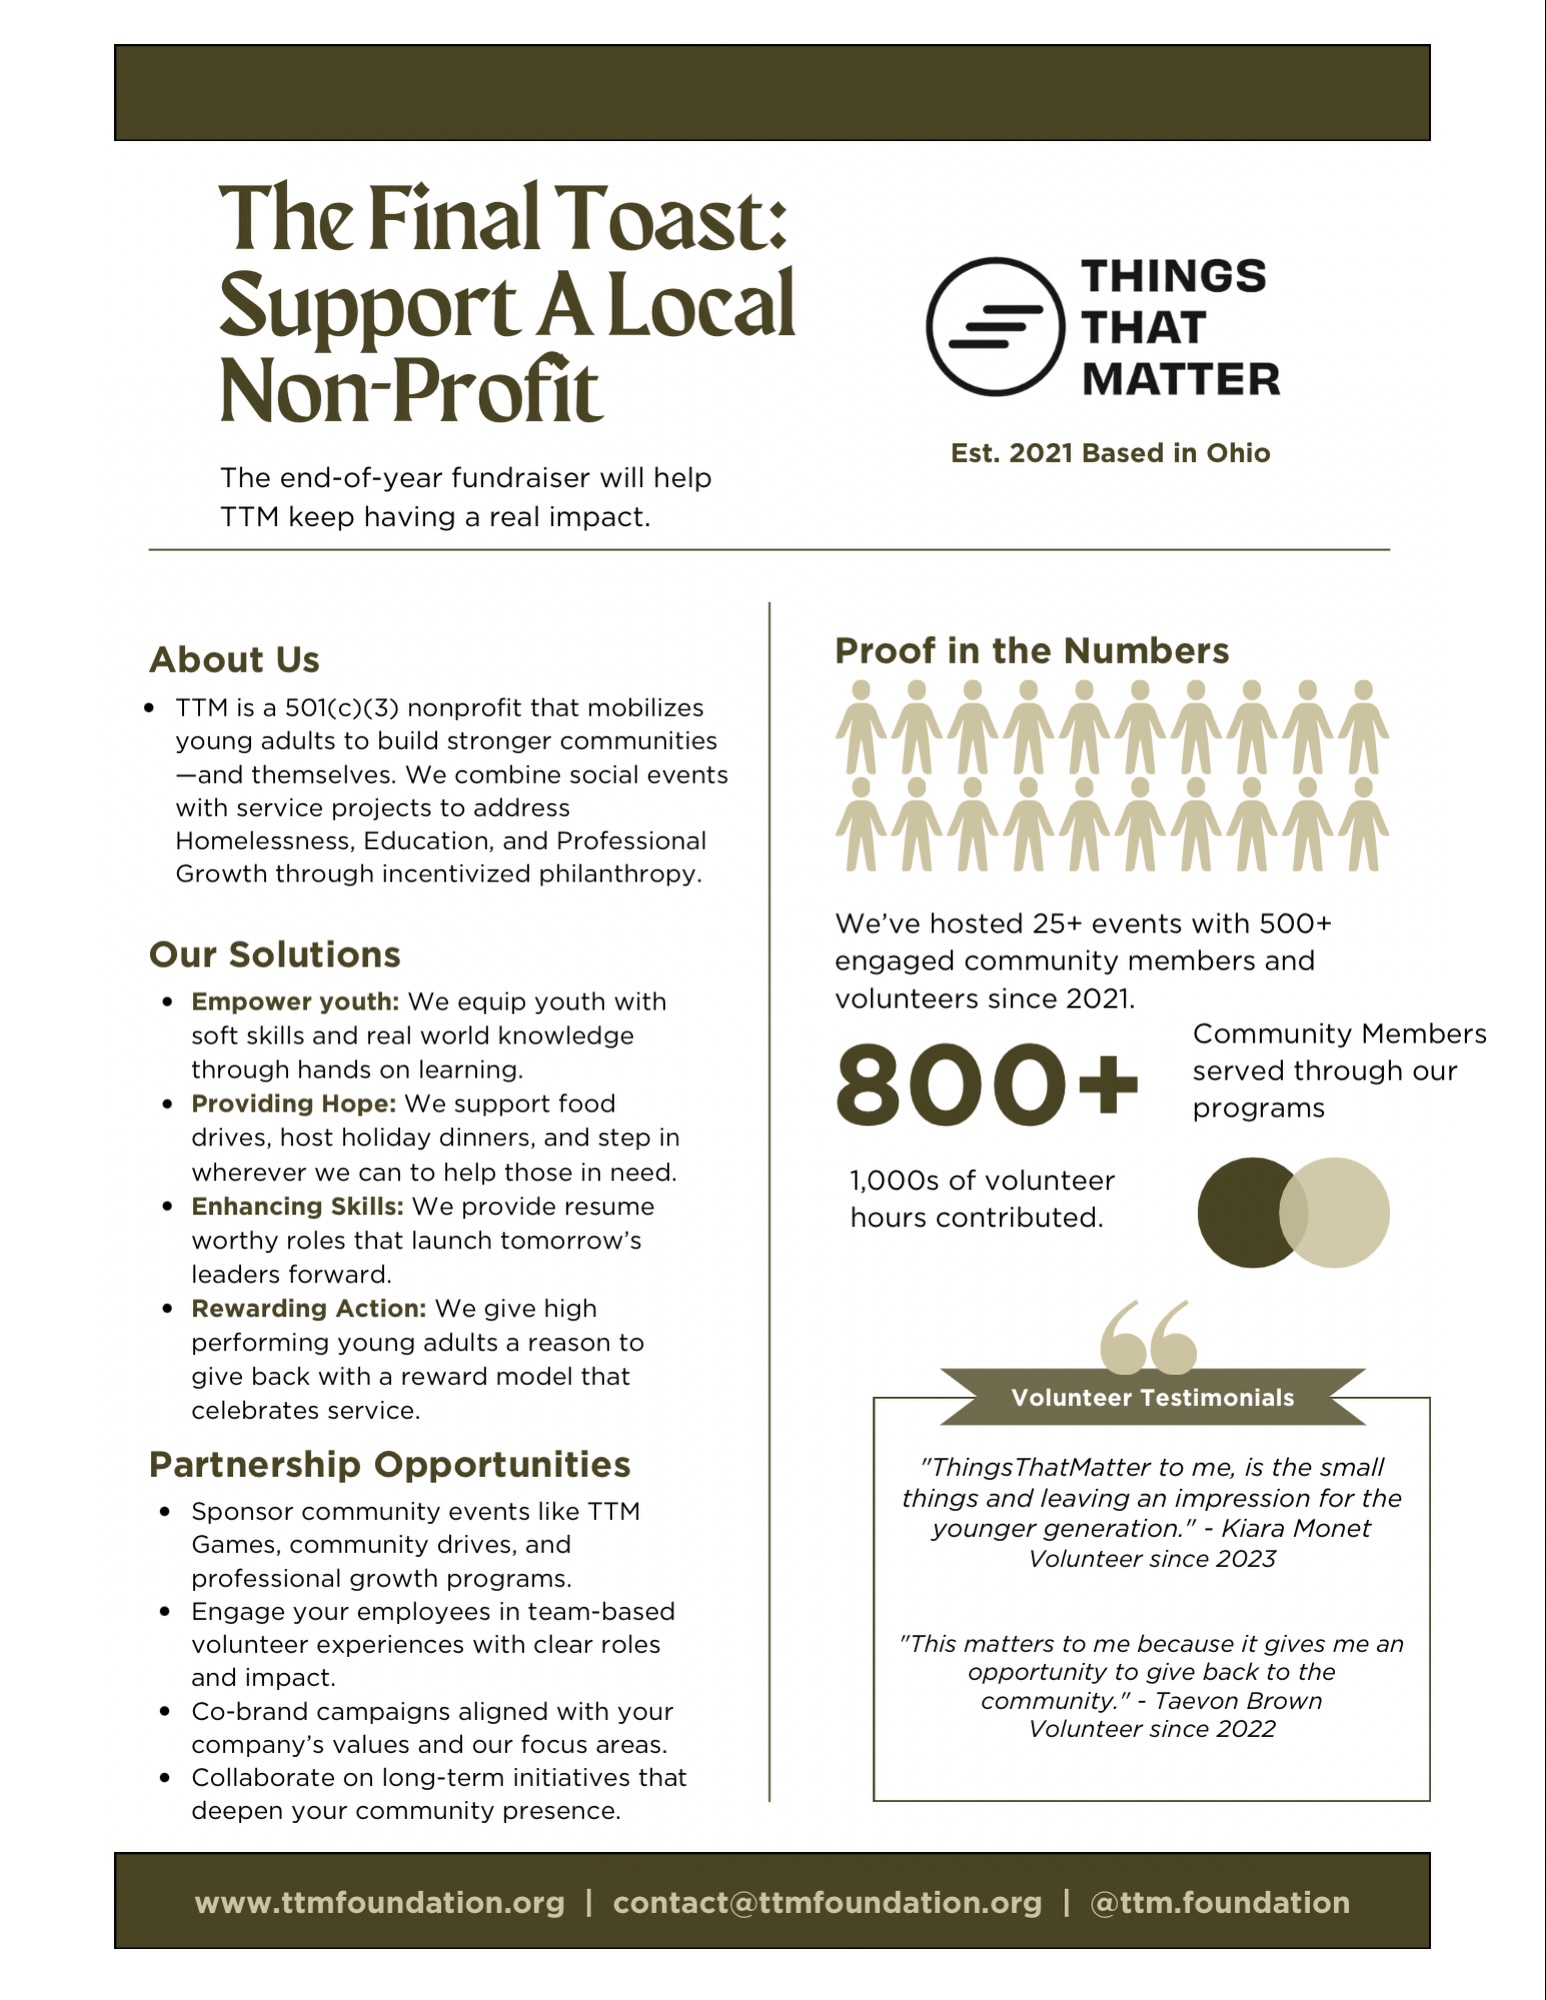 The Final Toast:
Support A Local
Non-Profit
The end-of-year fundraiser will help
TTM keep having a real impact.
THINGS
THAT
MATTER
Est. 2021 Based in Ohio
About Us
• TTM is a 501(c)(3) nonprofit that mobilizes
young adults to build stronger communities
—and themselves. We combine social events
with service projects to address
Homelessness, Education, and Professional
Growth through incentivized philanthropy.
Our Solutions
• Empower youth: We equip youth with
soft skills and real world knowledge
through hands on learning.
• Providing Hope: We support food
drives, host holiday dinners, and step in
wherever we can to help those in need.
• Enhancing Skills: We provide resume
worthy roles that launch tomorrow’s
leaders forward.
• Rewarding Action: We give high
performing young adults a reason to
give back with a reward model that
celebrates service.
Partnership Opportunities
• Sponsor community events like TTM
Games, community drives, and
professional growth programs.
• Engage your employees in team-based
volunteer experiences with clear roles
and impact.
• Co-brand campaigns aligned with your
company’s values and our focus areas.
• Collaborate on long-term initiatives that
deepen your community presence.
Proof in the Numbers
We’ve hosted 25+ events with 500+
engaged community members and
volunteers since 2021.
800+
Community Members
served through our
programs
1,000s of volunteer
hours contributed.
“
Volunteer Testimonials
"ThingsThatMatter to me, is the small
things and leaving an impression for the
younger generation." - Kiara Monet
Volunteer since 2023
"This matters to me because it gives me an
opportunity to give back to the
community." - Taevon Brown
Volunteer since 2022
www.ttmfoundation.org | contact@ttmfoundation.org | @ttm.foundation